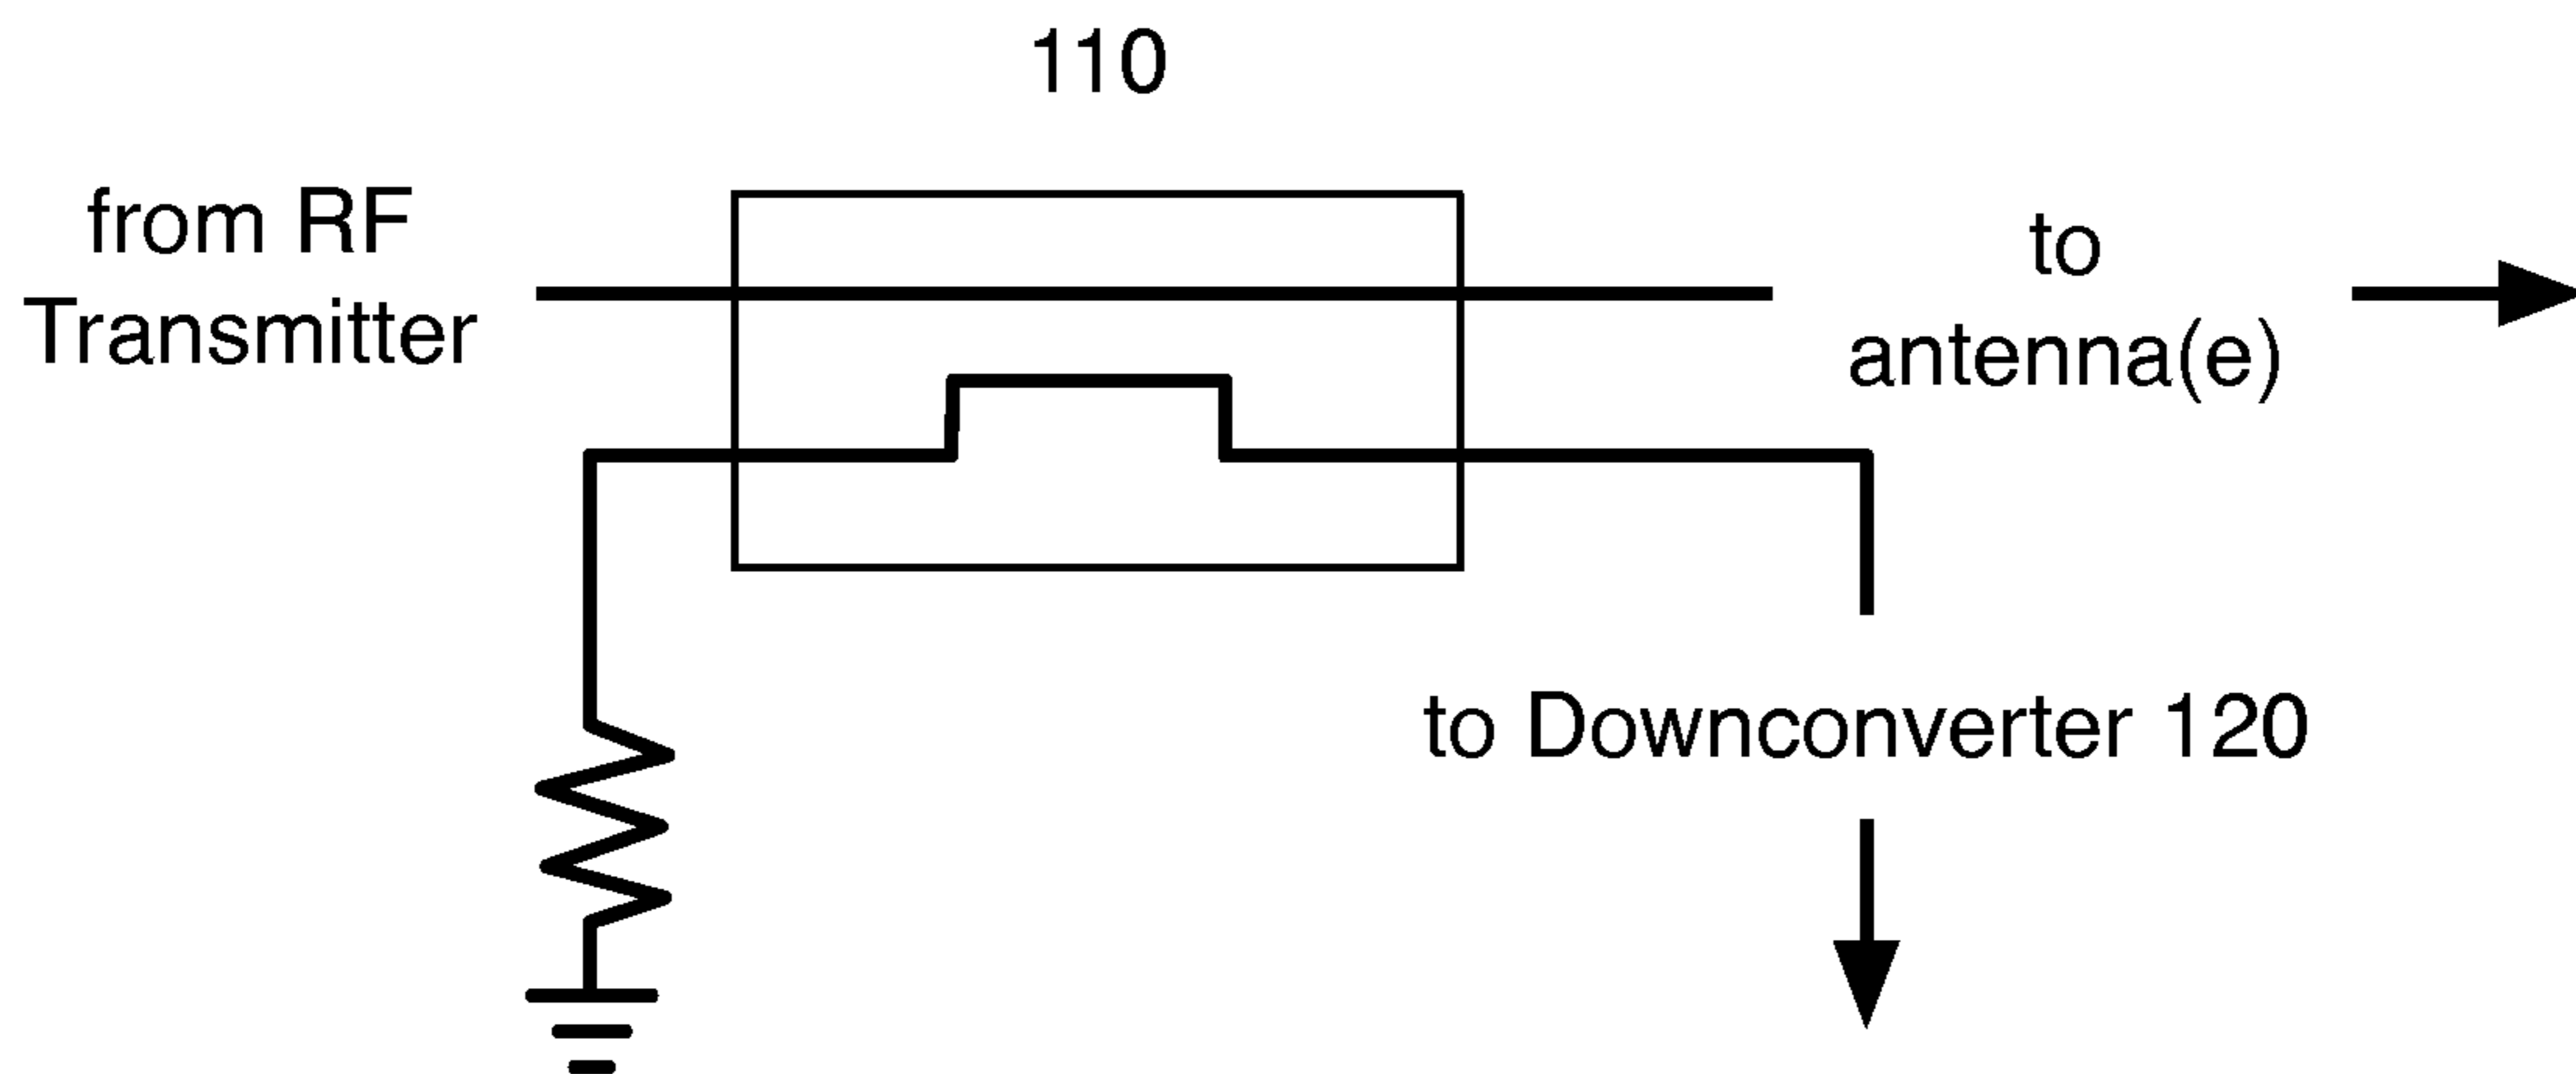 110
from RF
Transmitter
to
antenna(e)
to Downconverter 120